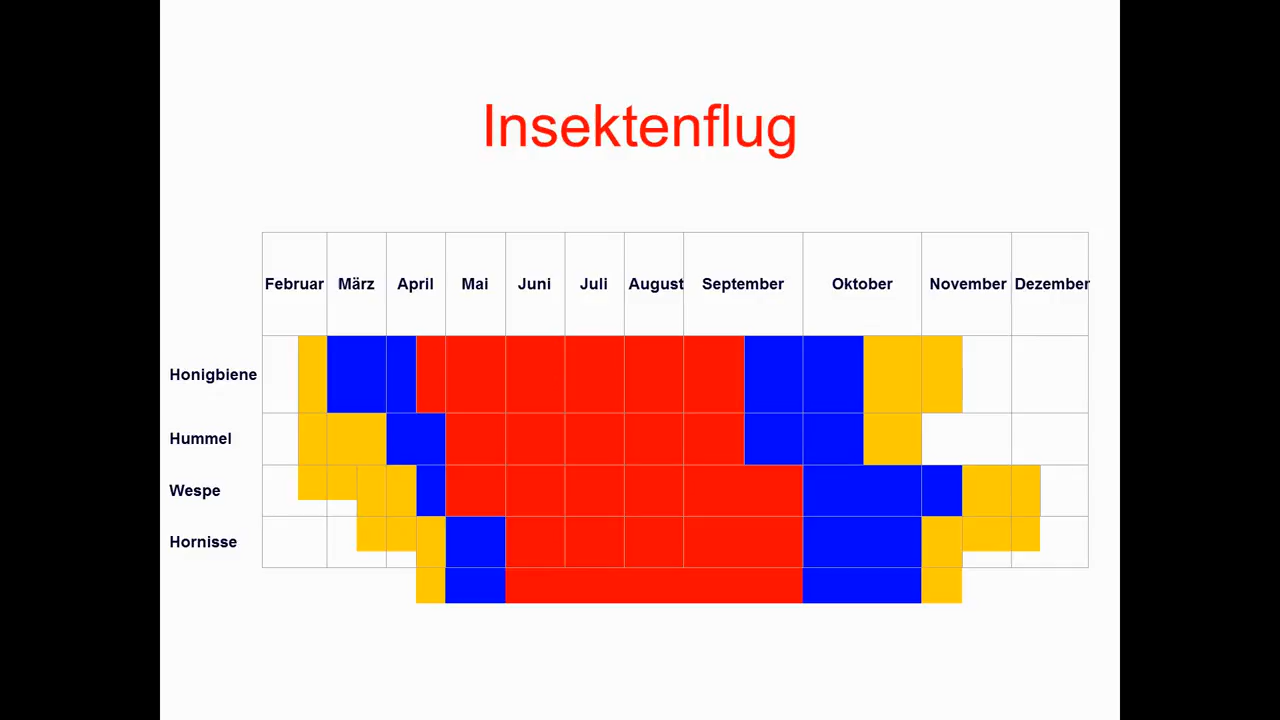 Insektenflug
Februar März April Mai Juni Juli August September Oktober November Dezember
Honigbiene
Hummel
Wespe
Hornisse